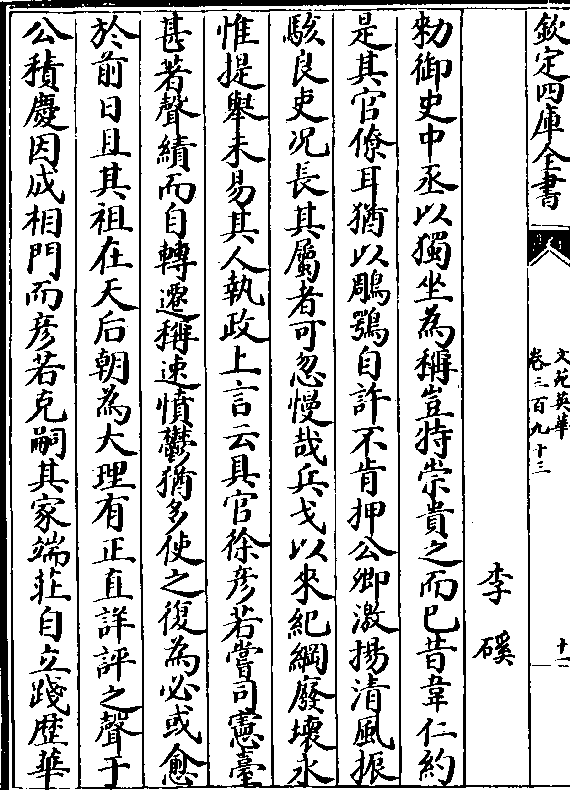 欽定四庫全書
文苑英華
卷三百九十三
十一
李磎
勑御史中丞以獨坐為稱豈特崇貴之而已昔韋仁約
是其官僚耳猶以鵰鶚自許不肯押公卿激揚清風振
駭良吏况長其屬者可忽慢哉兵戈以來紀綱廢壞永
惟提舉未易其人執政上言云具官徐彦若嘗司憲臺
甚著聲績而自轉遷稱速憤鬱猶多使之復為必或愈
於前日且其祖在天后朝為大理有正直詳評之聲于
公積慶因成相門而彦若克嗣其家端莊自立踐歴華